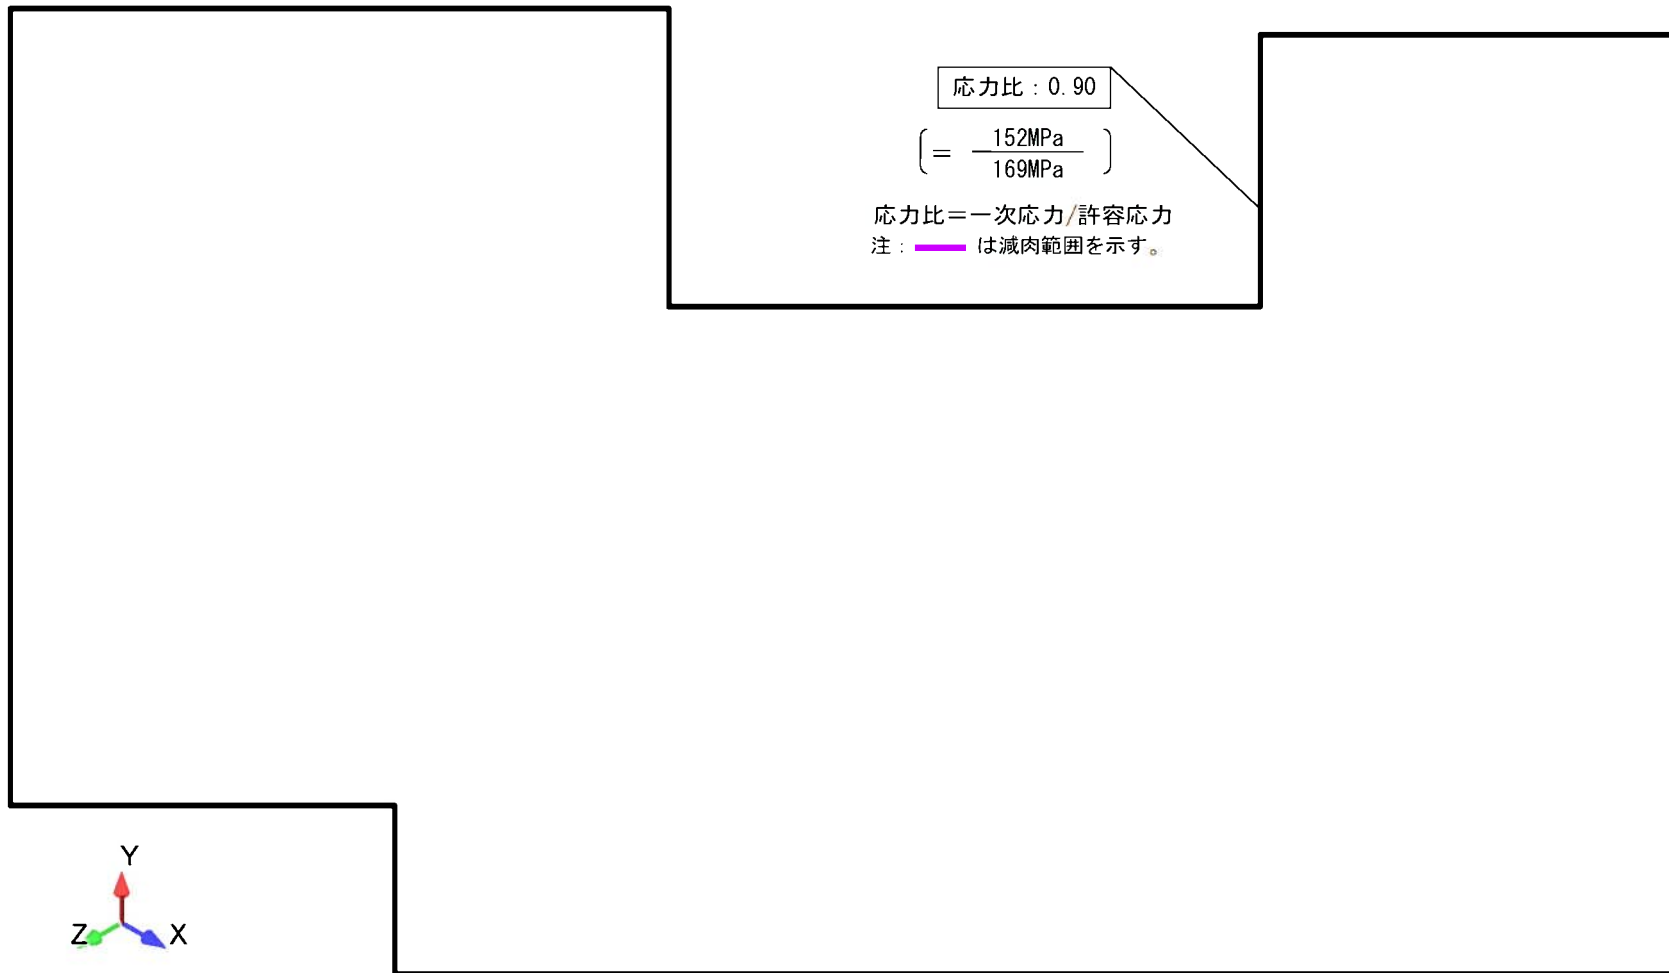 応力比：0.90
〔＝ 152MPa
169MPa 〕
応力比＝一次応力/許容応力
注： は減肉範囲を示す。
Y
Z
X